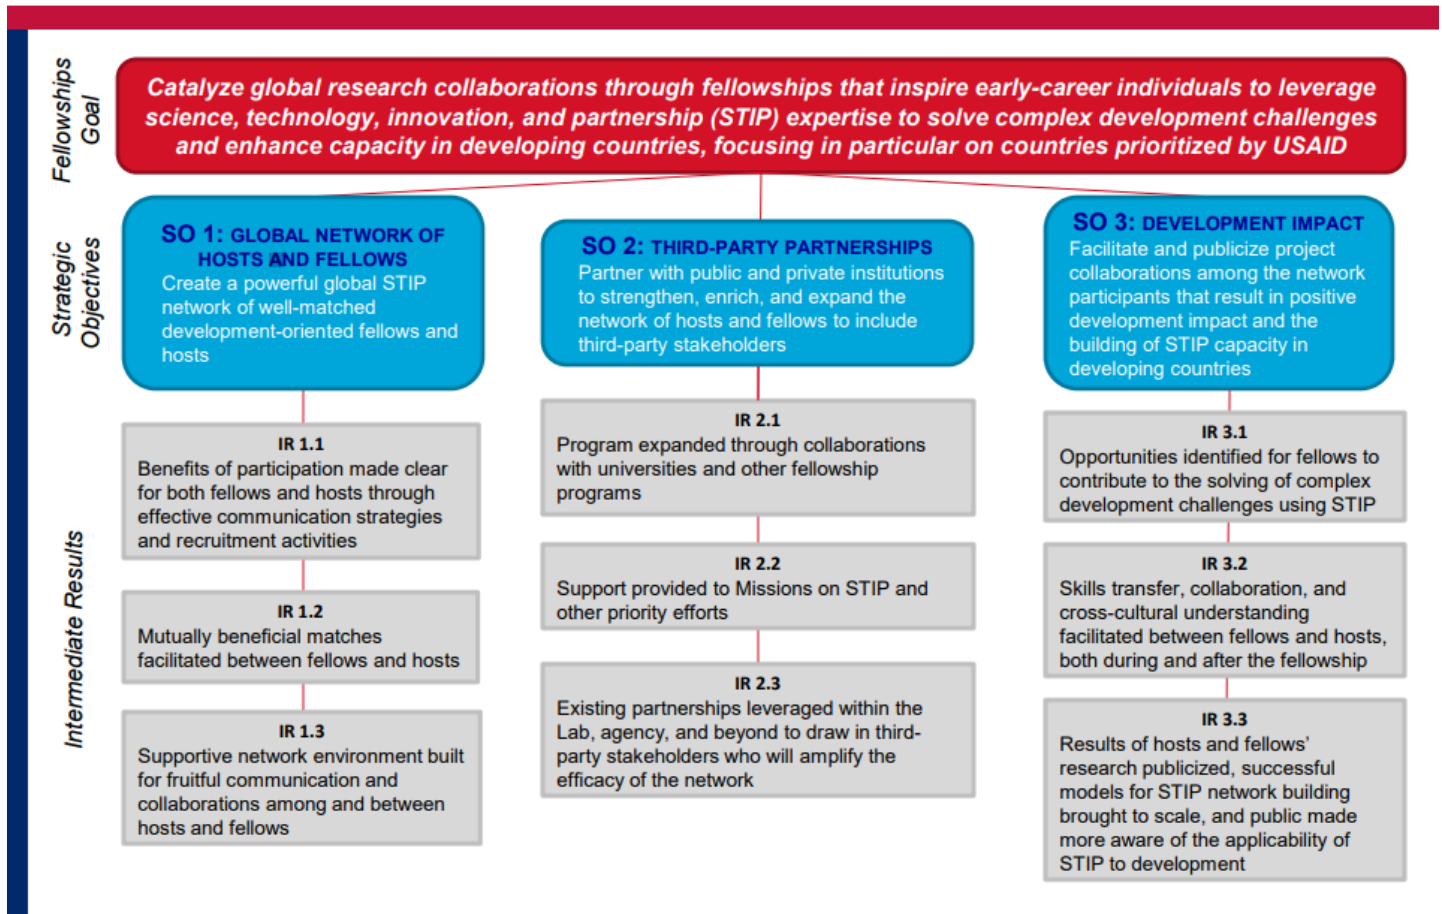 Fellowships
Goal
Catalyze global research collaborations through fellowships that inspire early-career individuals to leverage
science, technology, innovation, and partnership (STIP) expertise to solve complex development challenges
and enhance capacity in developing countries, focusing in particular on countries prioritized by USAID
Strategic
Objectives
SO 1: GLOBAL NETWORK OF
HOSTS AND FELLOWS
Create a powerful global STIP
network of well-matched
development-oriented fellows and
hosts
SO 2: THIRD-PARTY PARTNERSHIPS
Partner with public and private institutions
to strengthen, enrich, and expand the
network of hosts and fellows to include
third-party stakeholders
SO 3: DEVELOPMENT IMPACT
Facilitate and publicize project
collaborations among the network
participants that result in positive
development impact and the
building of STIP capacity in
developing countries
Intermediate Results
IR 1.1
Benefits of participation made clear
for both fellows and hosts through
effective communication strategies
and recruitment activities
IR 1.2
Mutually beneficial matches
facilitated between fellows and hosts
IR 1.3
Supportive network environment built
for fruitful communication and
collaborations among and between
hosts and fellows
IR 2.1
Program expanded through collaborations
with universities and other fellowship
programs
IR 2.2
Support provided to Missions on STIP and
other priority efforts
IR 2.3
Existing partnerships leveraged within the
Lab, agency, and beyond to draw in third-
party stakeholders who will amplify the
efficacy of the network
IR 3.1
Opportunities identified for fellows to
contribute to the solving of complex
development challenges using STIP
IR 3.2
Skills transfer, collaboration, and
cross-cultural understanding
facilitated between fellows and hosts,
both during and after the fellowship
IR 3.3
Results of hosts and fellows'
research publicized, successful
models for STIP network building
brought to scale, and public made
more aware of the applicability of
STIP to development